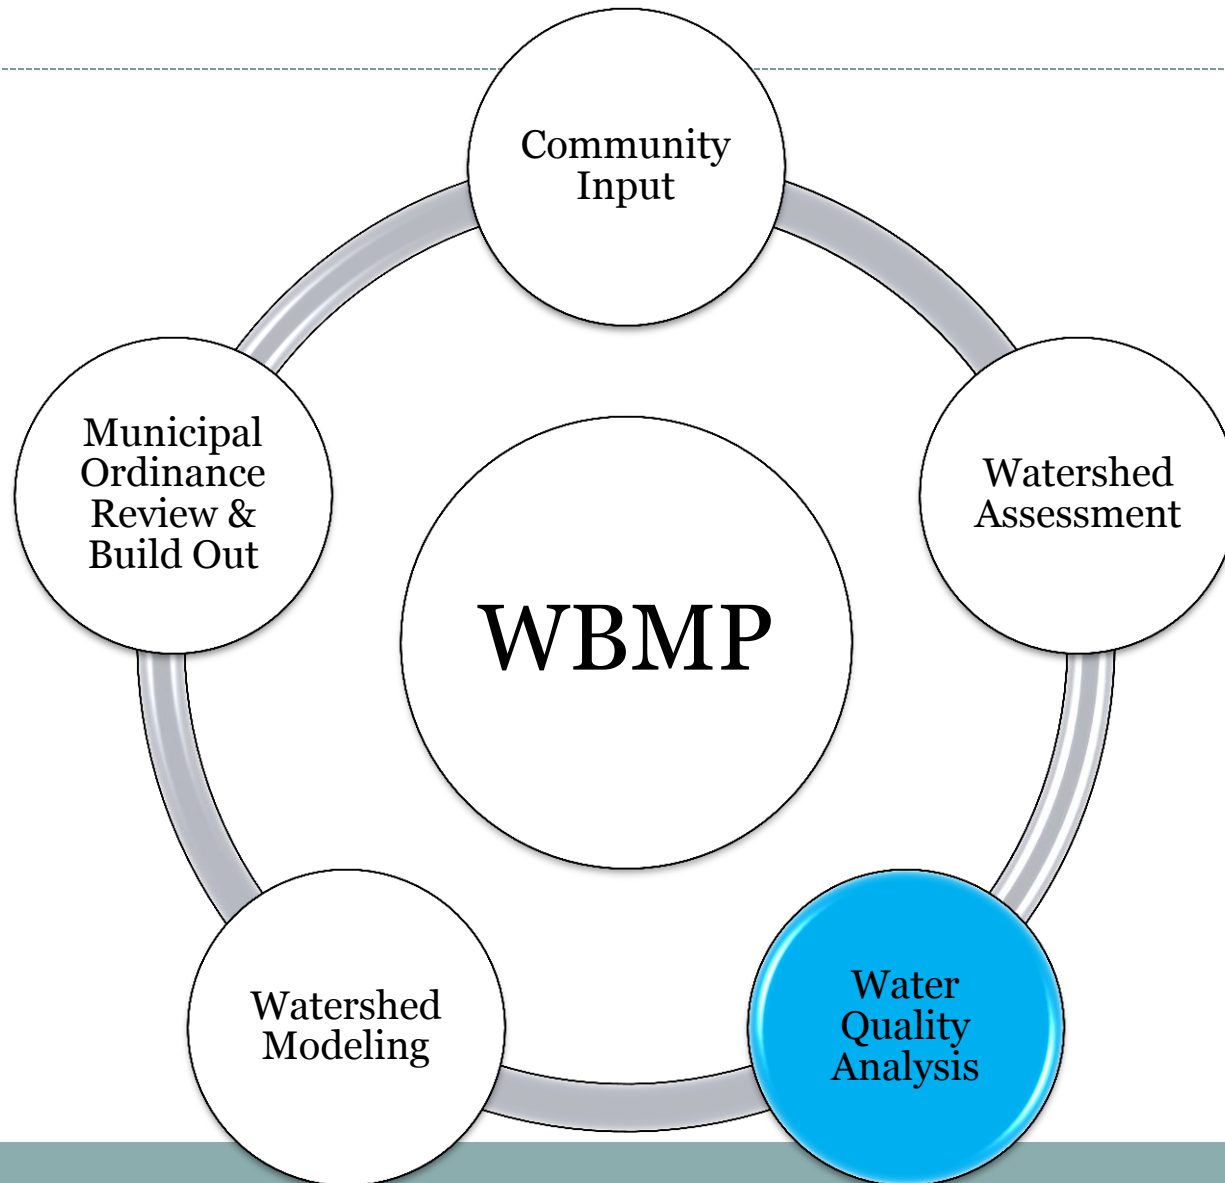 Community
Input
Municipal
Ordinance
Review &
Build Out
Watershed
Assessment
WBMP
Watershed
Modeling
Water
Quality
Analysis